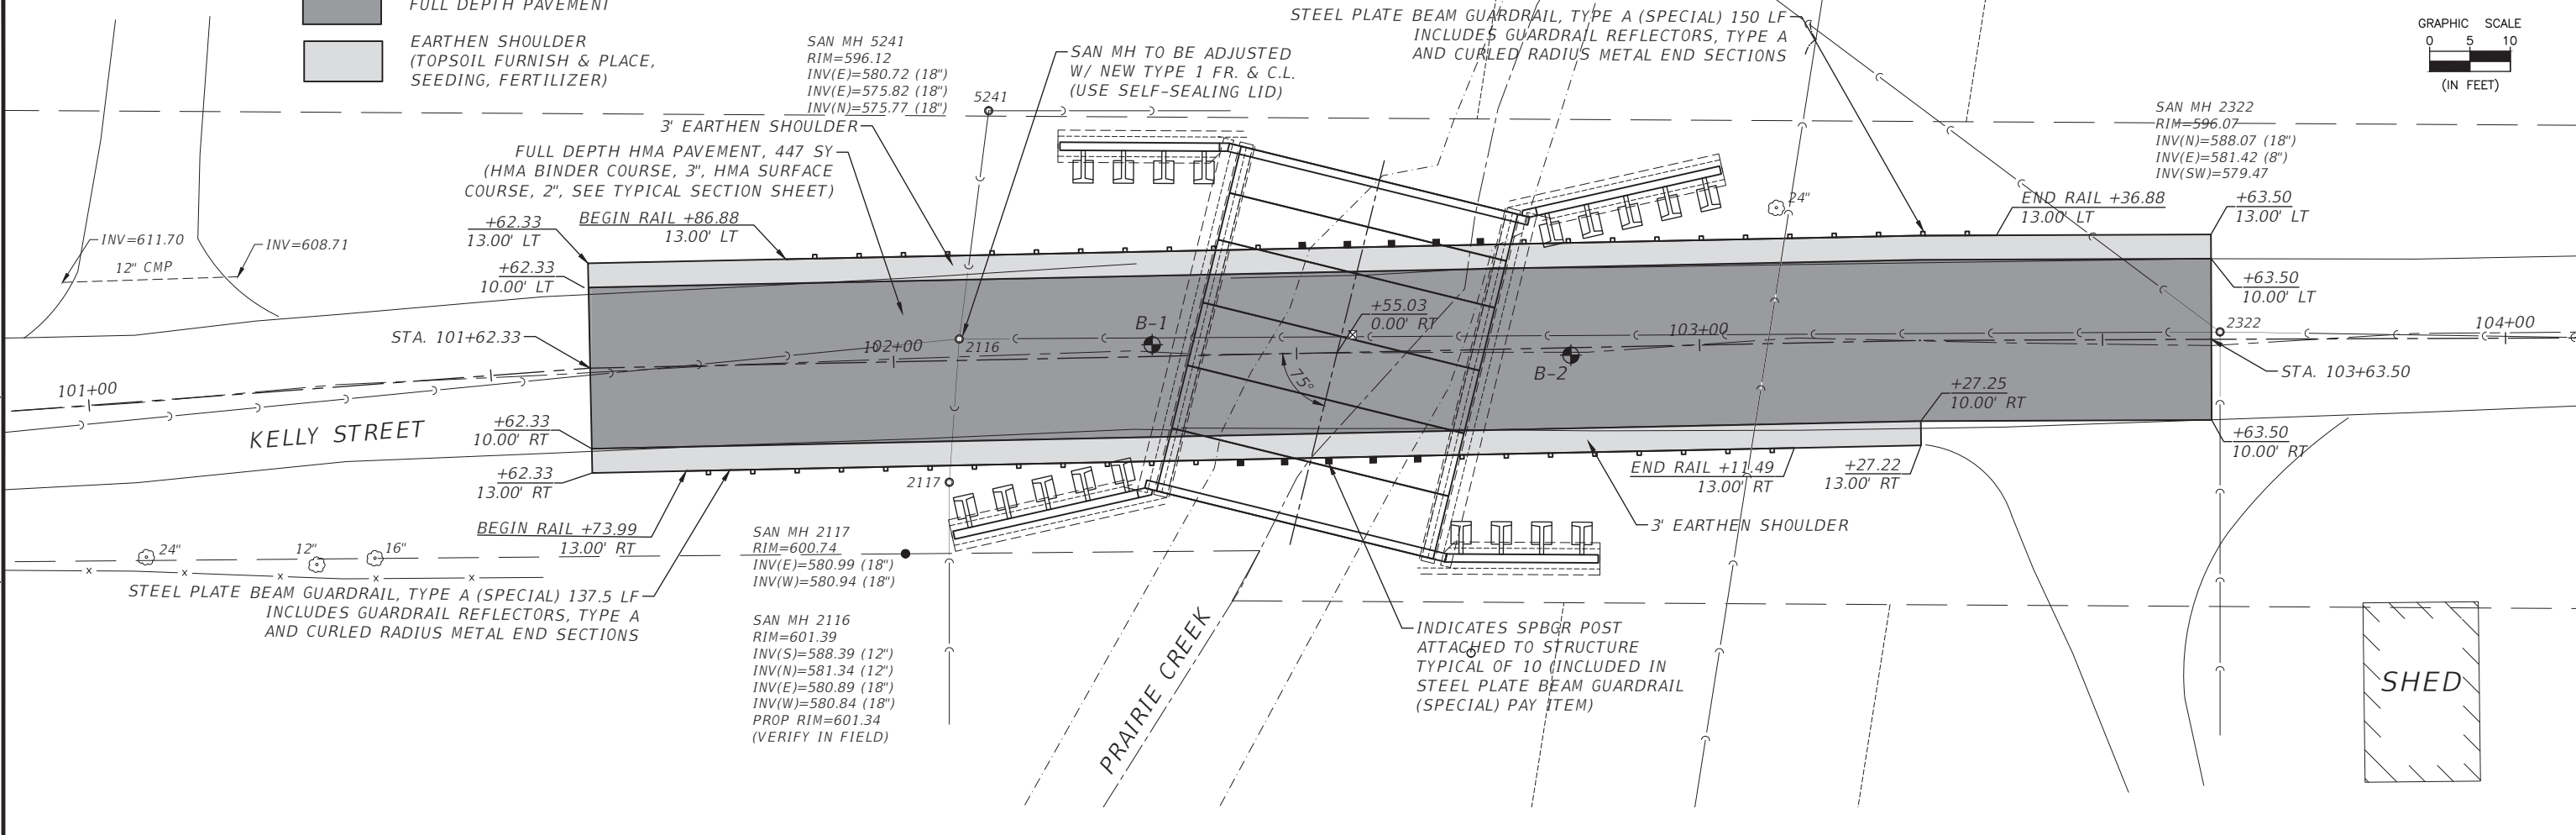 FULL DEPTH PAVEMENT
EARTHEN SHOULDER
(TOPSOIL FURNISH & PLACE,
SEEDING, FERTILIZER)
SAN MH 5241
RIM=596.12
INV(E)=580.72 (18")
INV(E)=575.82 (18")
INV(N)=575.77 (18")
5241
SAN MH TO BE ADJUSTED
W/ NEW TYPE 1 FR. & C.L.
(USE SELF-SEALING LID)
STEEL PLATE BEAM GUARDRAIL, TYPE A (SPECIAL) 150 LF
INCLUDES GUARDRAIL REFLECTORS, TYPE A
AND CURLED RADIUS METAL END SECTIONS
GRAPHIC SCALE
0 5 10
(IN FEET)
SAN MH 2322
RIM=596.07
INV(N)=588.07 (18")
INV(E)=581.42 (8")
INV(SW)=579.47
3' EARTHEN SHOULDER
FULL DEPTH HMA PAVEMENT, 447 SY
(HMA BINDER COURSE, 3", HMA SURFACE
COURSE, 2", SEE TYPICAL SECTION SHEET)
+62.33
13.00' LT
BEGIN RAIL +86.88
13.00' LT
24"
END RAIL +36.88
13.00' LT
+63.50
13.00' LT
INV=611.70
INV=608.71
12" CMP
+62.33
10.00' LT
+63.50
10.00' LT
STA. 101+62.33
102+00
2116
B-1
+55.03
0.00' RT
75°
B-2
103+00
2322
104+00
STA. 103+63.50
101+00
KELLY STREET
+62.33
10.00' RT
+27.25
10.00' RT
+63.50
10.00' RT
+62.33
13.00' RT
2117
END RAIL +11.49
13.00' RT
+27.22
13.00' RT
BEGIN RAIL +73.99
13.00' RT
3' EARTHEN SHOULDER
24"
12"
16"
SAN MH 2117
RIM=600.74
INV(E)=580.99 (18")
INV(W)=580.94 (18")
STEEL PLATE BEAM GUARDRAIL, TYPE A (SPECIAL) 137.5 LF
INCLUDES GUARDRAIL REFLECTORS, TYPE A
AND CURLED RADIUS METAL END SECTIONS
SAN MH 2116
RIM=601.39
INV(S)=588.39 (12")
INV(N)=581.34 (12")
INV(E)=580.89 (18")
INV(W)=580.84 (18")
PROP RIM=601.34
(VERIFY IN FIELD)
PRAIRIE CREEK
INDICATES SPBGR POST
ATTACHED TO STRUCTURE
TYPICAL OF 10 (INCLUDED IN
STEEL PLATE BEAM GUARDRAIL
(SPECIAL) PAY ITEM)
SHED